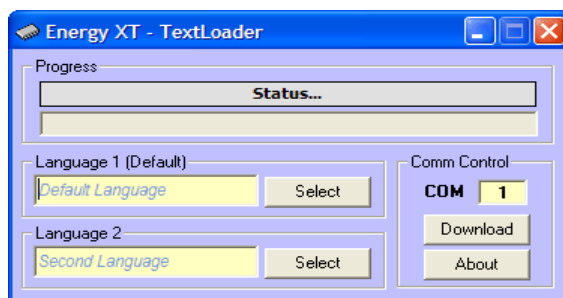 Energy XT - TextLoader
Progress
Status...
Language 1 (Default)
Default Language
Select
Language 2
Second Language
Select
Comm Control
COM 1
Download
About